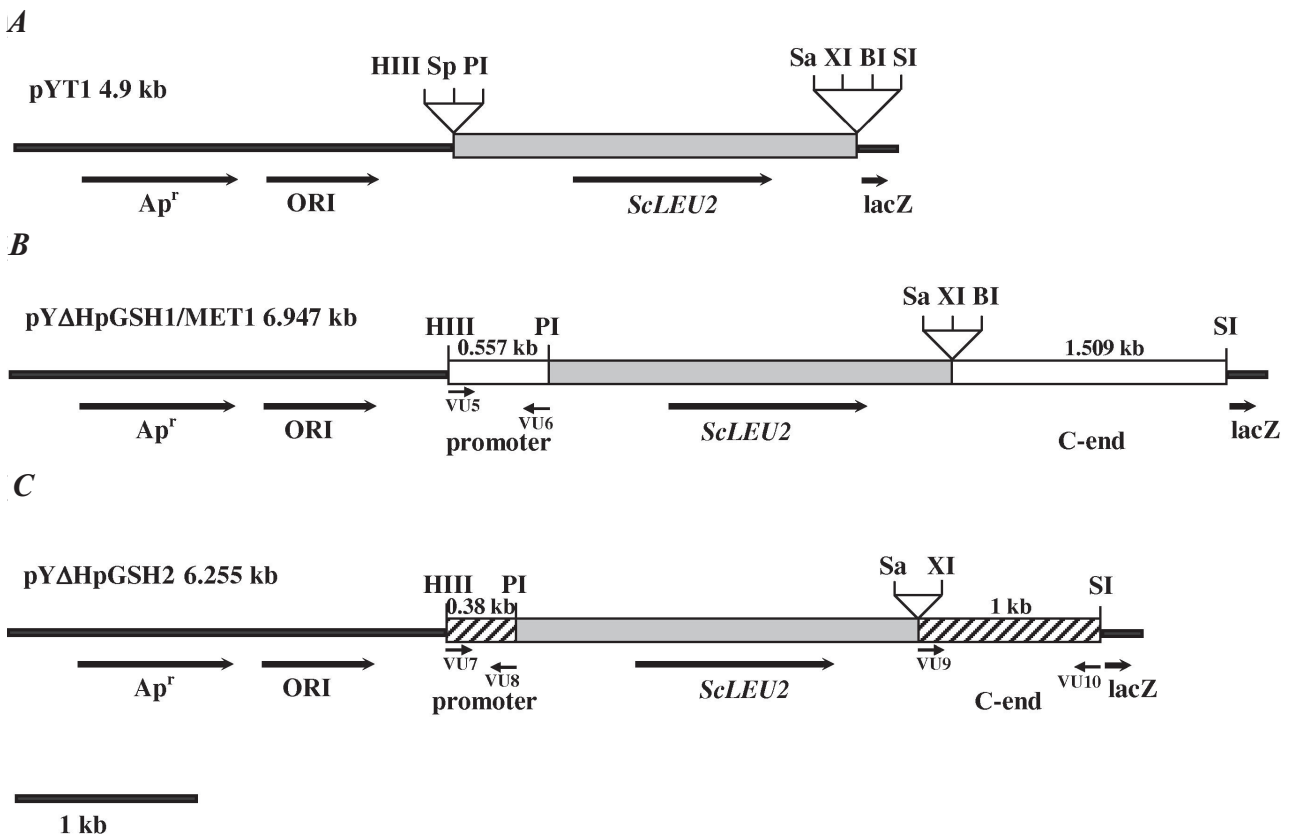 A
HIII Sp PI
Sa XI BI SI
pYT1 4.9 kb
Apʳ
ORI
ScLEU2
lacZ
B
pYΔHpGSH1/MET1 6.947 kb
HIII
PI
Sa XI BI
SI
0.557 kb
1.509 kb
VU5
VU6
Apʳ
ORI
promoter
ScLEU2
C-end
lacZ
C
pYΔHpGSH2 6.255 kb
HIII
PI
Sa XI
SI
0.38 kb
1 kb
VU7
VU8
VU9
VU10
Apʳ
ORI
promoter
ScLEU2
C-end
lacZ
1 kb